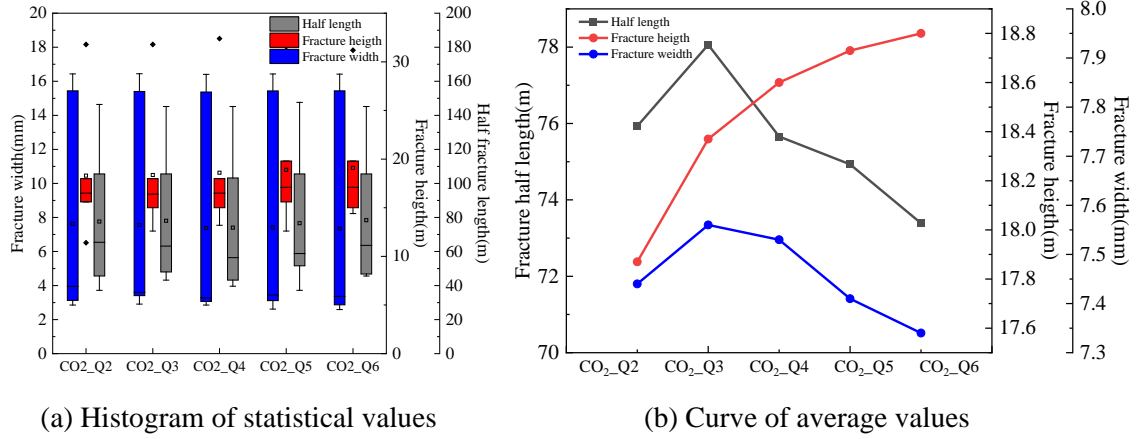 Half length
Fracture heigth
Fracture width
Fracture width(mm)
0
2
4
6
8
10
12
14
16
18
20
CO2_Q2 CO2_Q3 CO2_Q4 CO2_Q5 CO2_Q6
0
10
20
30
Fracture heigth(m)
0
20
40
60
80
100
120
140
160
180
200
Half fracture length(m)
(a) Histogram of statistical values
Half length
Fracture heigth
Fracture weidth
Fracture half length(m)
70
72
74
76
78
CO₂_Q2 CO₂_Q3 CO₂_Q4 CO₂_Q5 CO₂_Q6
17.6
17.8
18.0
18.2
18.4
18.6
18.8
Fracture heigth(m)
7.3
7.4
7.5
7.6
7.7
7.8
7.9
8.0
Fracture width(mm)
(b) Curve of average values